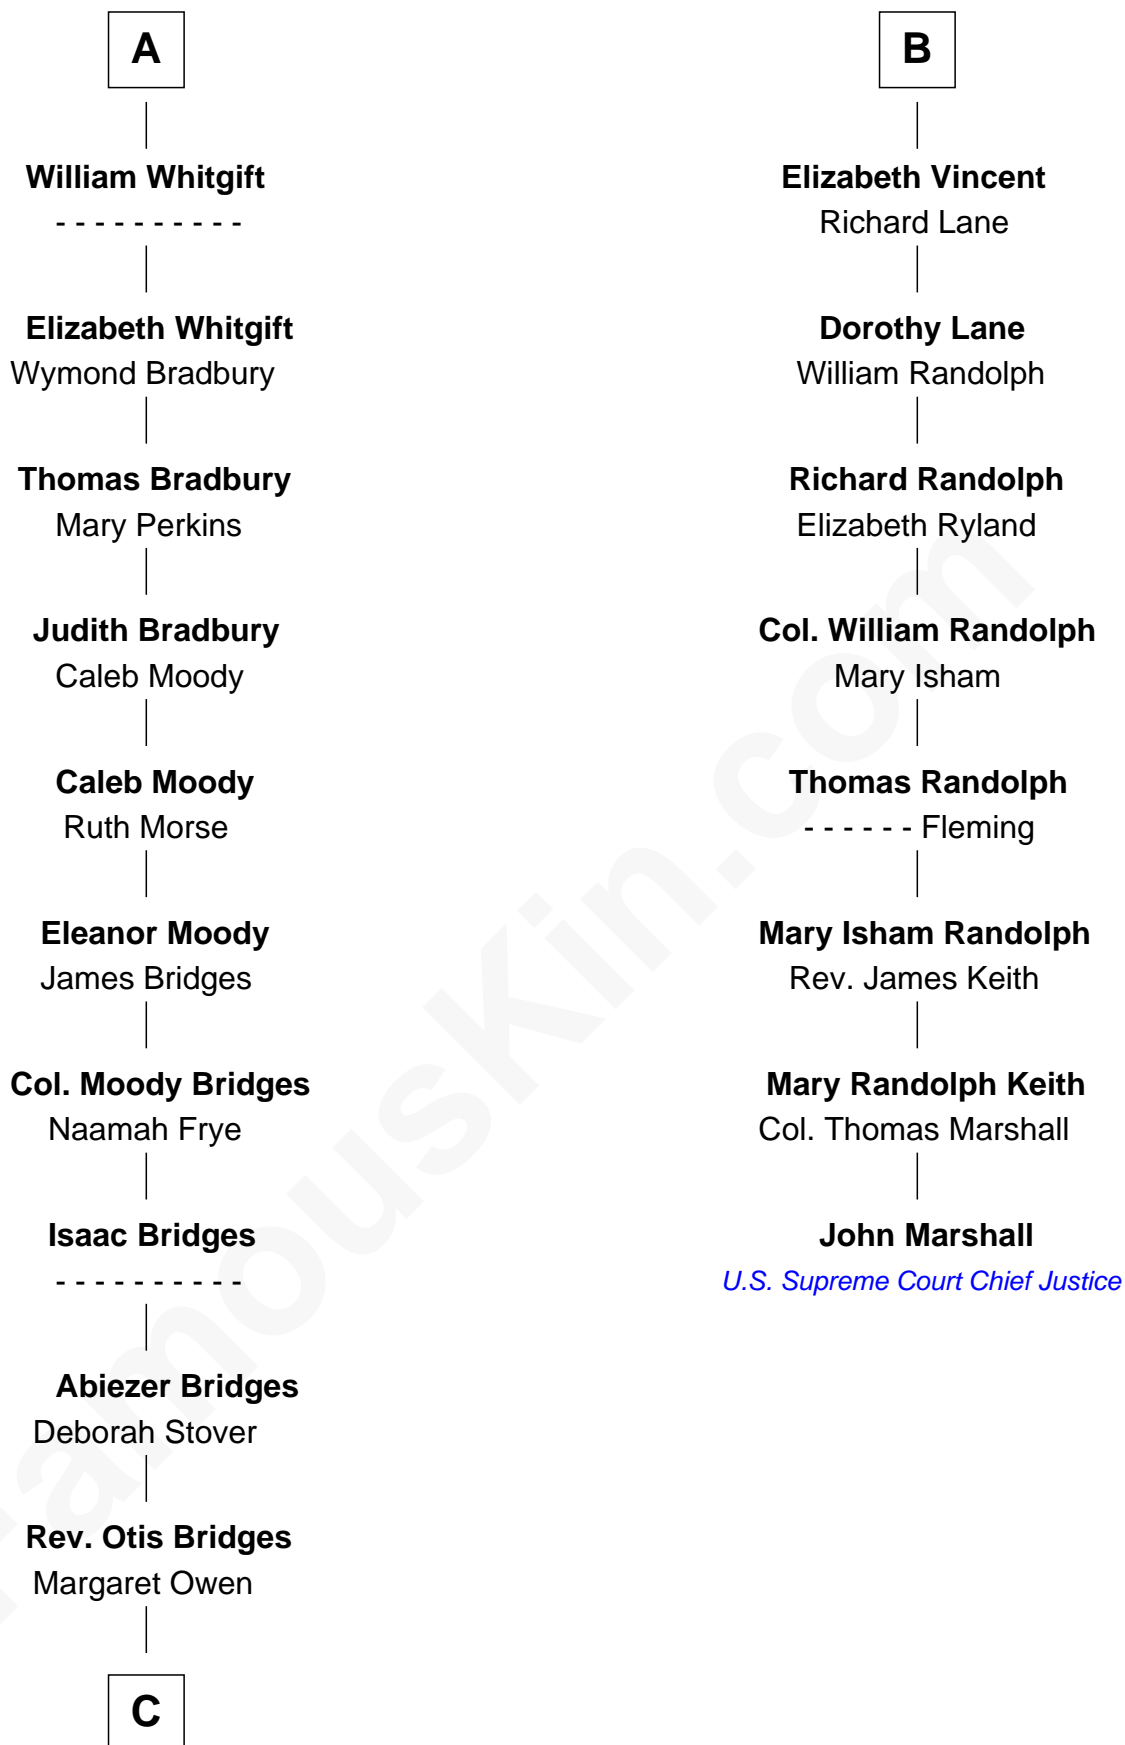 A
William Whitgift
- - - - - - - - - -
Elizabeth Whitgift
Wymond Bradbury
Thomas Bradbury
Mary Perkins
Judith Bradbury
Caleb Moody
Caleb Moody
Ruth Morse
Eleanor Moody
James Bridges
Col. Moody Bridges
Naamah Frye
Isaac Bridges
- - - - - - - - - -
Abiezer Bridges
Deborah Stover
Rev. Otis Bridges
Margaret Owen
C
B
Elizabeth Vincent
Richard Lane
Dorothy Lane
William Randolph
Richard Randolph
Elizabeth Ryland
Col. William Randolph
Mary Isham
Thomas Randolph
- - - - - - Fleming
Mary Isham Randolph
Rev. James Keith
Mary Randolph Keith
Col. Thomas Marshall
John Marshall
U.S. Supreme Court Chief Justice
FamousKin.com